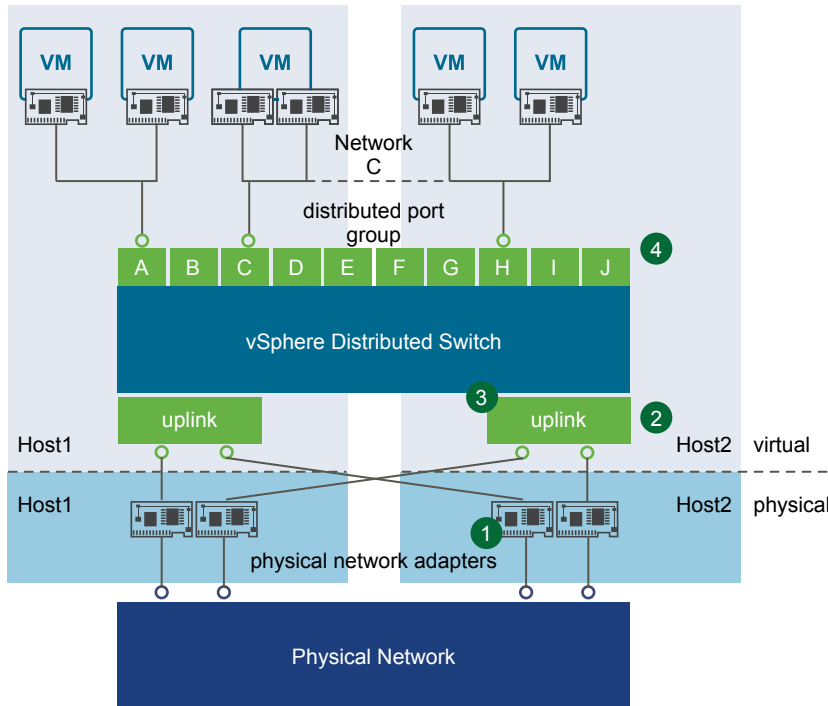 VM
VM
VM
VM
VM
Network
C
distributed port
group
A
B
C
D
E
F
G
H
I
J
4
vSphere Distributed Switch
3
uplink
uplink
2
Host1
Host2
virtual
Host1
Host2
physical
1
physical network adapters
Physical Network